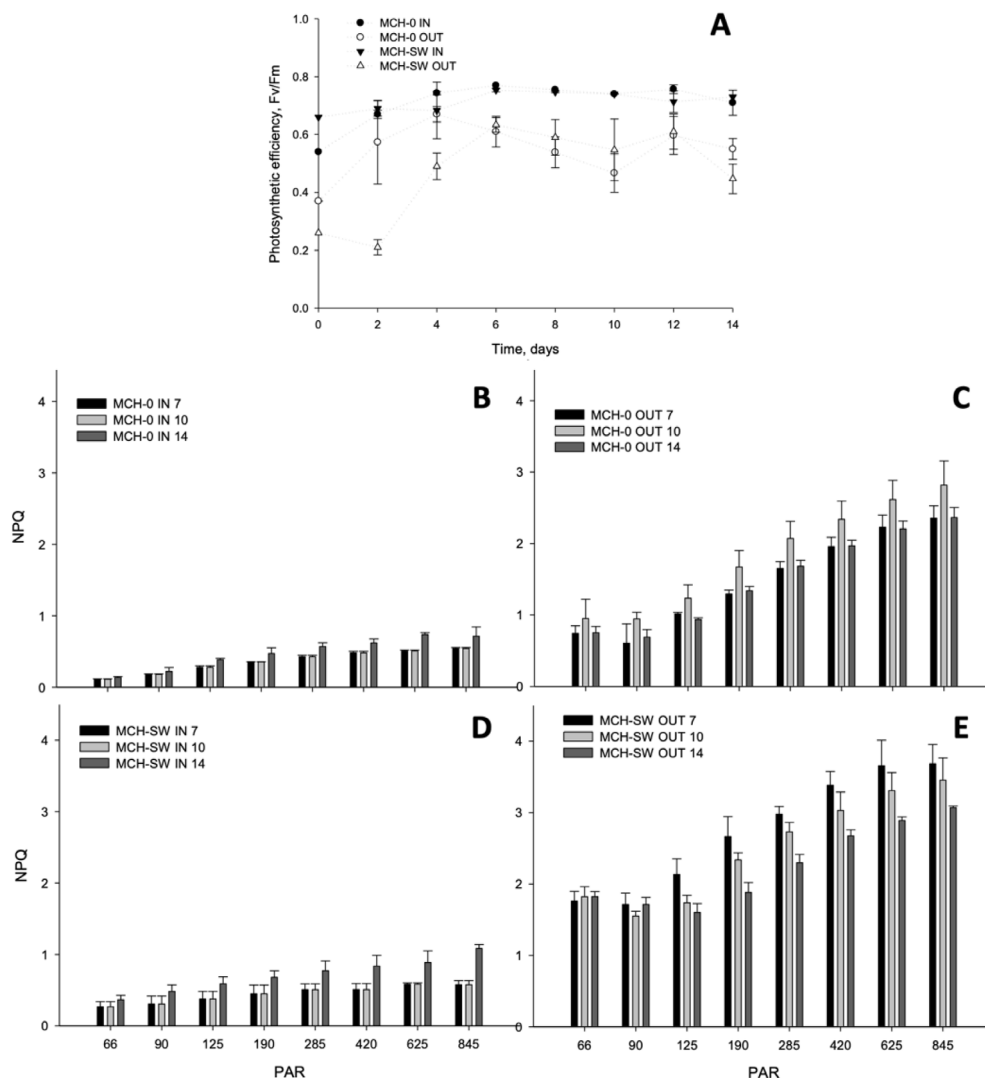 A
MCH-0 IN
MCH-0 OUT
MCH-SW IN
MCH-SW OUT
Photosynthetic efficiency, Fv/Fm
1.0
0.8
0.6
0.4
0.2
0.0
0 2 4 6 8 10 12 14
Time, days
B
MCH-0 IN 7
MCH-0 IN 10
MCH-0 IN 14
NPQ
4
3
2
1
0
C
MCH-0 OUT 7
MCH-0 OUT 10
MCH-0 OUT 14
4
3
2
1
0
D
MCH-SW IN 7
MCH-SW IN 10
MCH-SW IN 14
NPQ
4
3
2
1
0
66 90 125 190 285 420 625 845
PAR
E
MCH-SW OUT 7
MCH-SW OUT 10
MCH-SW OUT 14
4
3
2
1
0
66 90 125 190 285 420 625 845
PAR